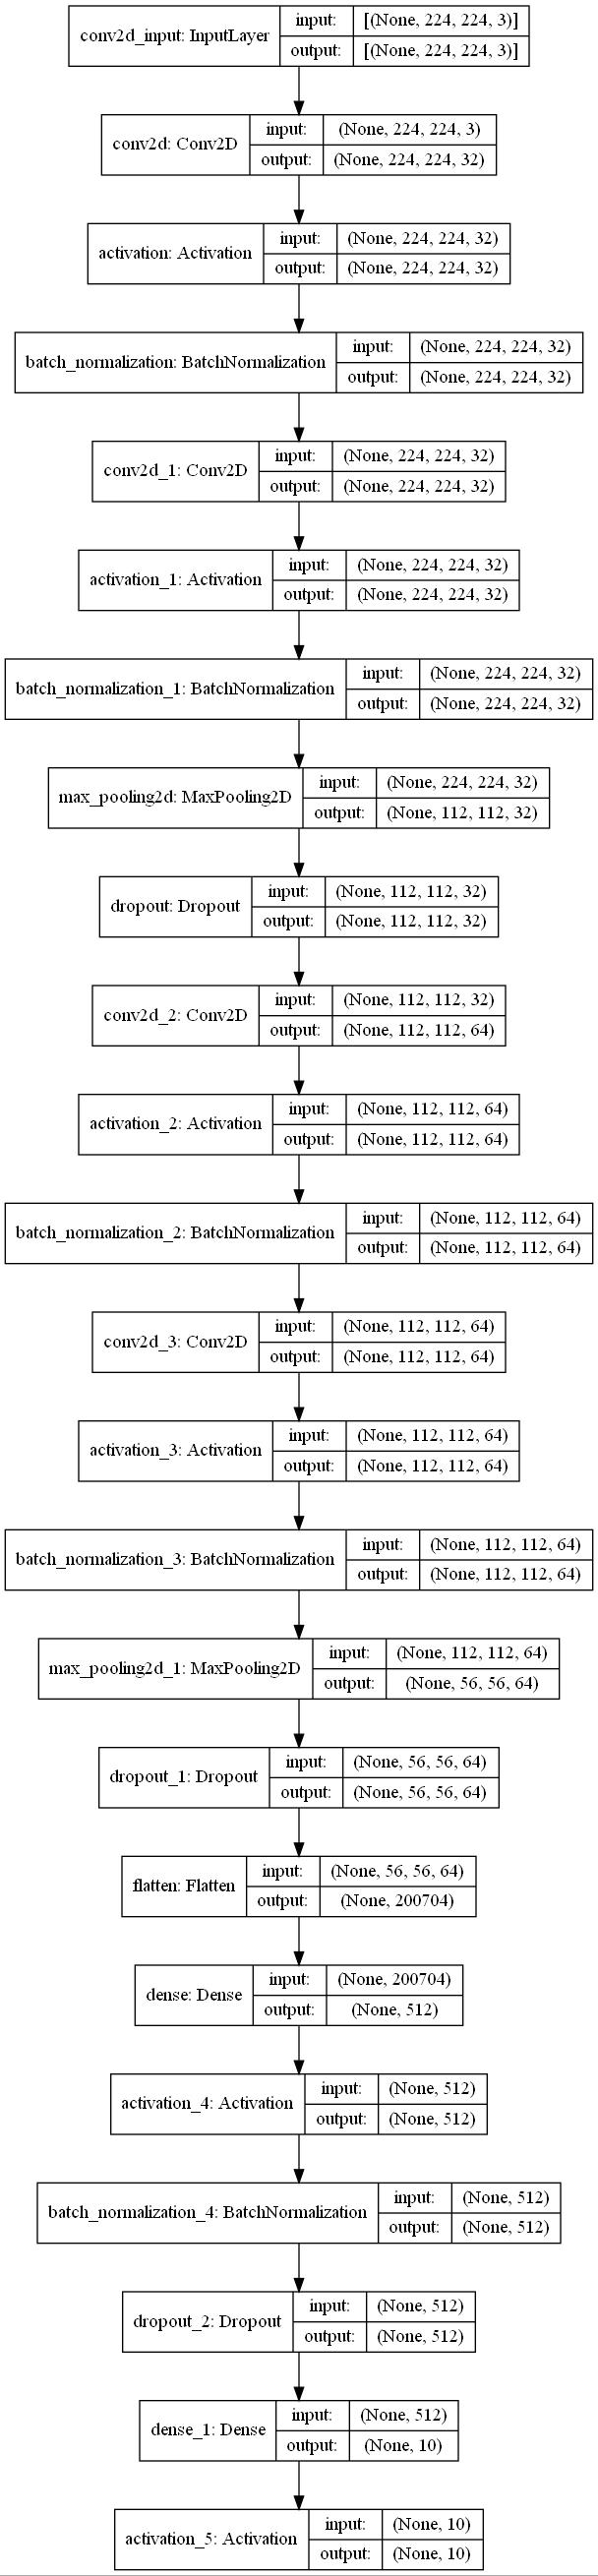 conv2d_input: InputLayer
input: [(None, 224, 224, 3)]
output: [(None, 224, 224, 3)]
conv2d: Conv2D
input: (None, 224, 224, 3)
output: (None, 224, 224, 32)
activation: Activation
input: (None, 224, 224, 32)
output: (None, 224, 224, 32)
batch_normalization: BatchNormalization
input: (None, 224, 224, 32)
output: (None, 224, 224, 32)
conv2d_1: Conv2D
input: (None, 224, 224, 32)
output: (None, 224, 224, 32)
activation_1: Activation
input: (None, 224, 224, 32)
output: (None, 224, 224, 32)
batch_normalization_1: BatchNormalization
input: (None, 224, 224, 32)
output: (None, 224, 224, 32)
max_pooling2d: MaxPooling2D
input: (None, 224, 224, 32)
output: (None, 112, 112, 32)
dropout: Dropout
input: (None, 112, 112, 32)
output: (None, 112, 112, 32)
conv2d_2: Conv2D
input: (None, 112, 112, 32)
output: (None, 112, 112, 64)
activation_2: Activation
input: (None, 112, 112, 64)
output: (None, 112, 112, 64)
batch_normalization_2: BatchNormalization
input: (None, 112, 112, 64)
output: (None, 112, 112, 64)
conv2d_3: Conv2D
input: (None, 112, 112, 64)
output: (None, 112, 112, 64)
activation_3: Activation
input: (None, 112, 112, 64)
output: (None, 112, 112, 64)
batch_normalization_3: BatchNormalization
input: (None, 112, 112, 64)
output: (None, 112, 112, 64)
max_pooling2d_1: MaxPooling2D
input: (None, 112, 112, 64)
output: (None, 56, 56, 64)
dropout_1: Dropout
input: (None, 56, 56, 64)
output: (None, 56, 56, 64)
flatten: Flatten
input: (None, 56, 56, 64)
output: (None, 200704)
dense: Dense
input: (None, 200704)
output: (None, 512)
activation_4: Activation
input: (None, 512)
output: (None, 512)
batch_normalization_4: BatchNormalization
input: (None, 512)
output: (None, 512)
dropout_2: Dropout
input: (None, 512)
output: (None, 512)
dense_1: Dense
input: (None, 512)
output: (None, 10)
activation_5: Activation
input: (None, 10)
output: (None, 10)